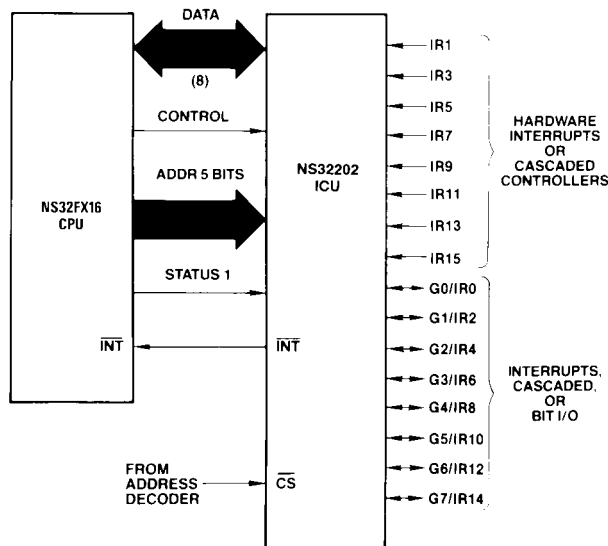 DATA
(8)
CONTROL
ADDR 5 BITS
STATUS 1
NS32FX16
CPU
INT
NS32202
ICU
INT
FROM
ADDRESS
DECODER
CS
IR1
IR3
IR5
IR7
IR9
IR11
IR13
IR15
G0/IR0
G1/IR2
G2/IR4
G3/IR6
G4/IR8
G5/IR10
G6/IR12
G7/IR14
HARDWARE
INTERRUPTS
OR
CASCADED
CONTROLLERS
INTERRUPTS,
CASCADED,
OR
BIT I/O